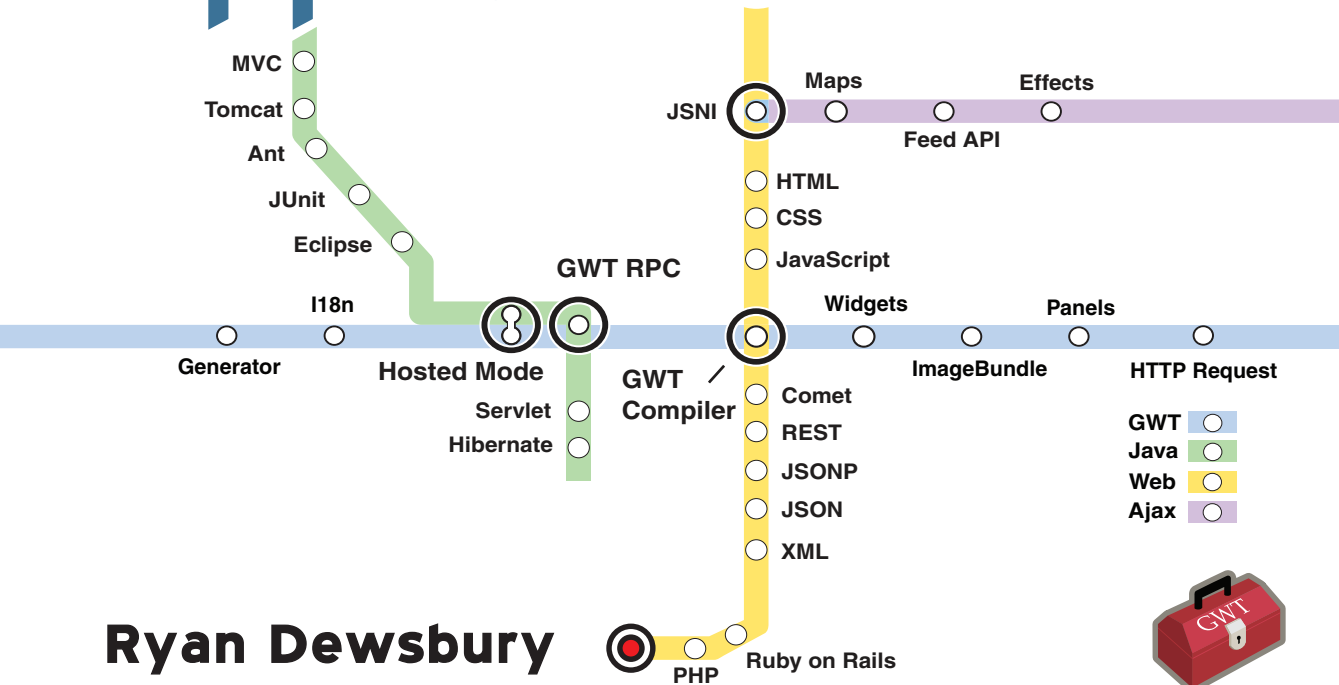 MVC
Tomcat
Ant
JUnit
Eclipse
JSNI
Maps
Feed API
Effects
HTML
CSS
JavaScript
GWT RPC
I18n
Generator
Hosted Mode
Servlet
Hibernate
GWT
Compiler
Widgets
ImageBundle
Panels
HTTP Request
Comet
REST
JSONP
JSON
XML
Ruby on Rails
PHP
GWT
Java
Web
Ajax
GWT
Ryan Dewsbury